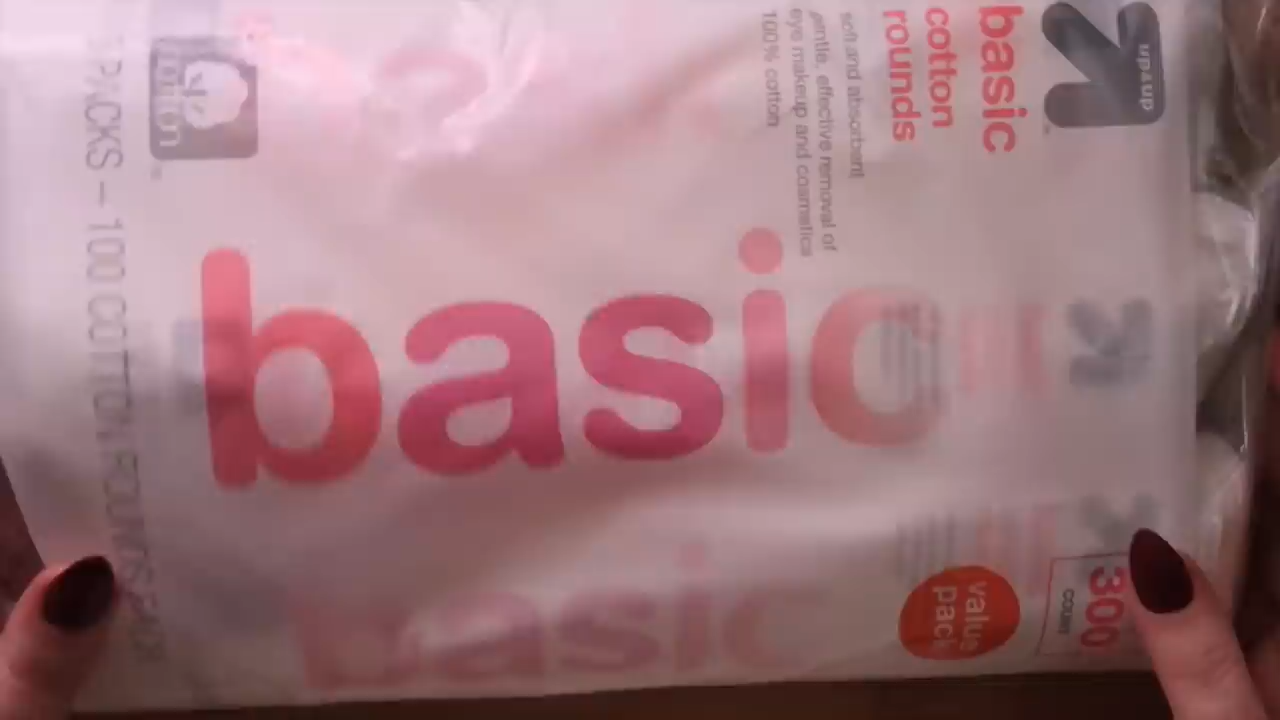 up&up
basic
cotton
rounds
soft and absorbent
gentle, effective removal of
eye makeup and cosmetics
100% cotton
basic
basic
value
pack
300
COUNT
PACKS – 100 COTTON ROUNDS
cotton